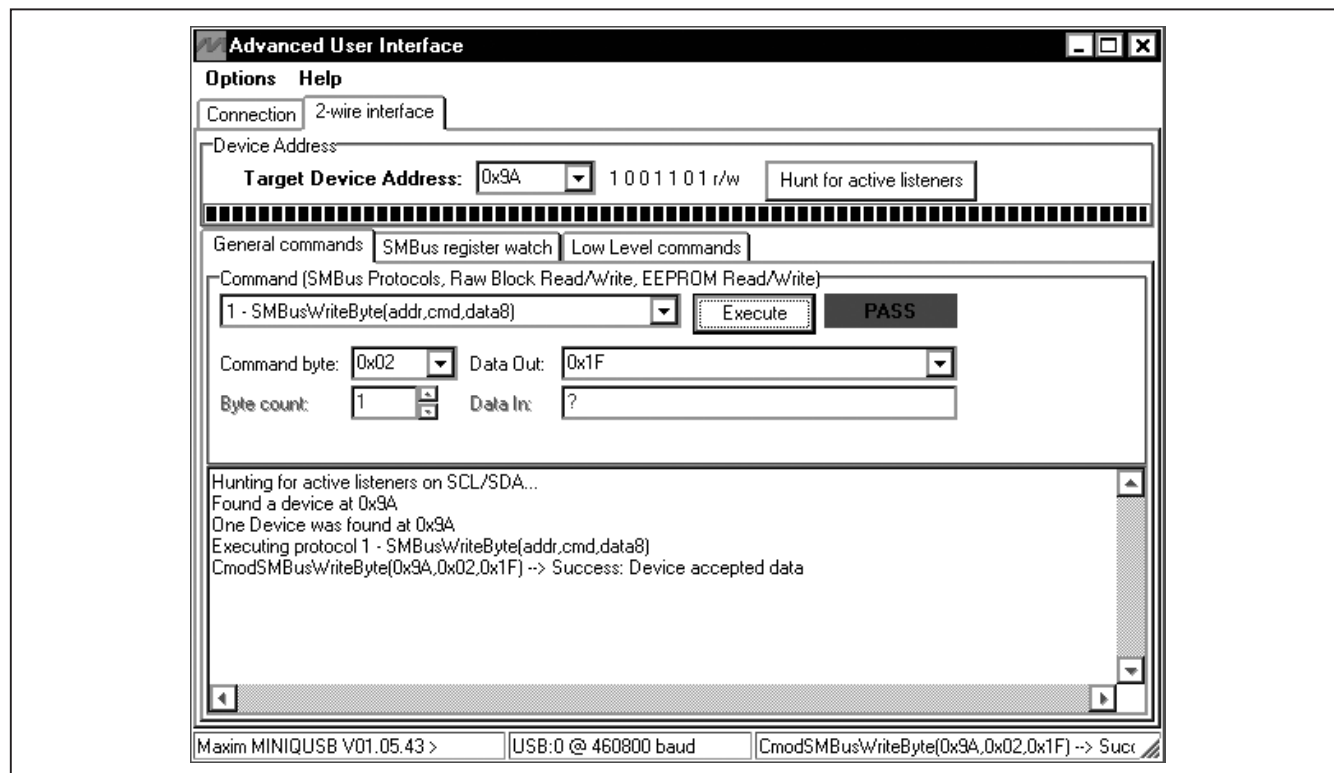 Advanced User Interface
Options Help
Connection 2-wire interface
Device Address
Target Device Address: 0x9A 1 0 0 1 1 0 1 r/w Hunt for active listeners
General commands SMBus register watch Low Level commands
Command (SMBus Protocols, Raw Block Read/Write, EEPROM Read/Write)
1 - SMBusWriteByte(addr,cmd,data8) Execute PASS
Command byte: 0x02 Data Out: 0x1F
Byte count: 1 Data In: ?
Hunting for active listeners on SCL/SDA...
Found a device at 0x9A
One Device was found at 0x9A
Executing protocol 1 - SMBusWriteByte(addr,cmd,data8)
CmodSMBusWriteByte(0x9A,0x02,0x1F) --> Success: Device accepted data
Maxim MINIQUSB V01.05.43 > USB:0 @ 460800 baud CmodSMBusWriteByte(0x9A,0x02,0x1F) --> Succ